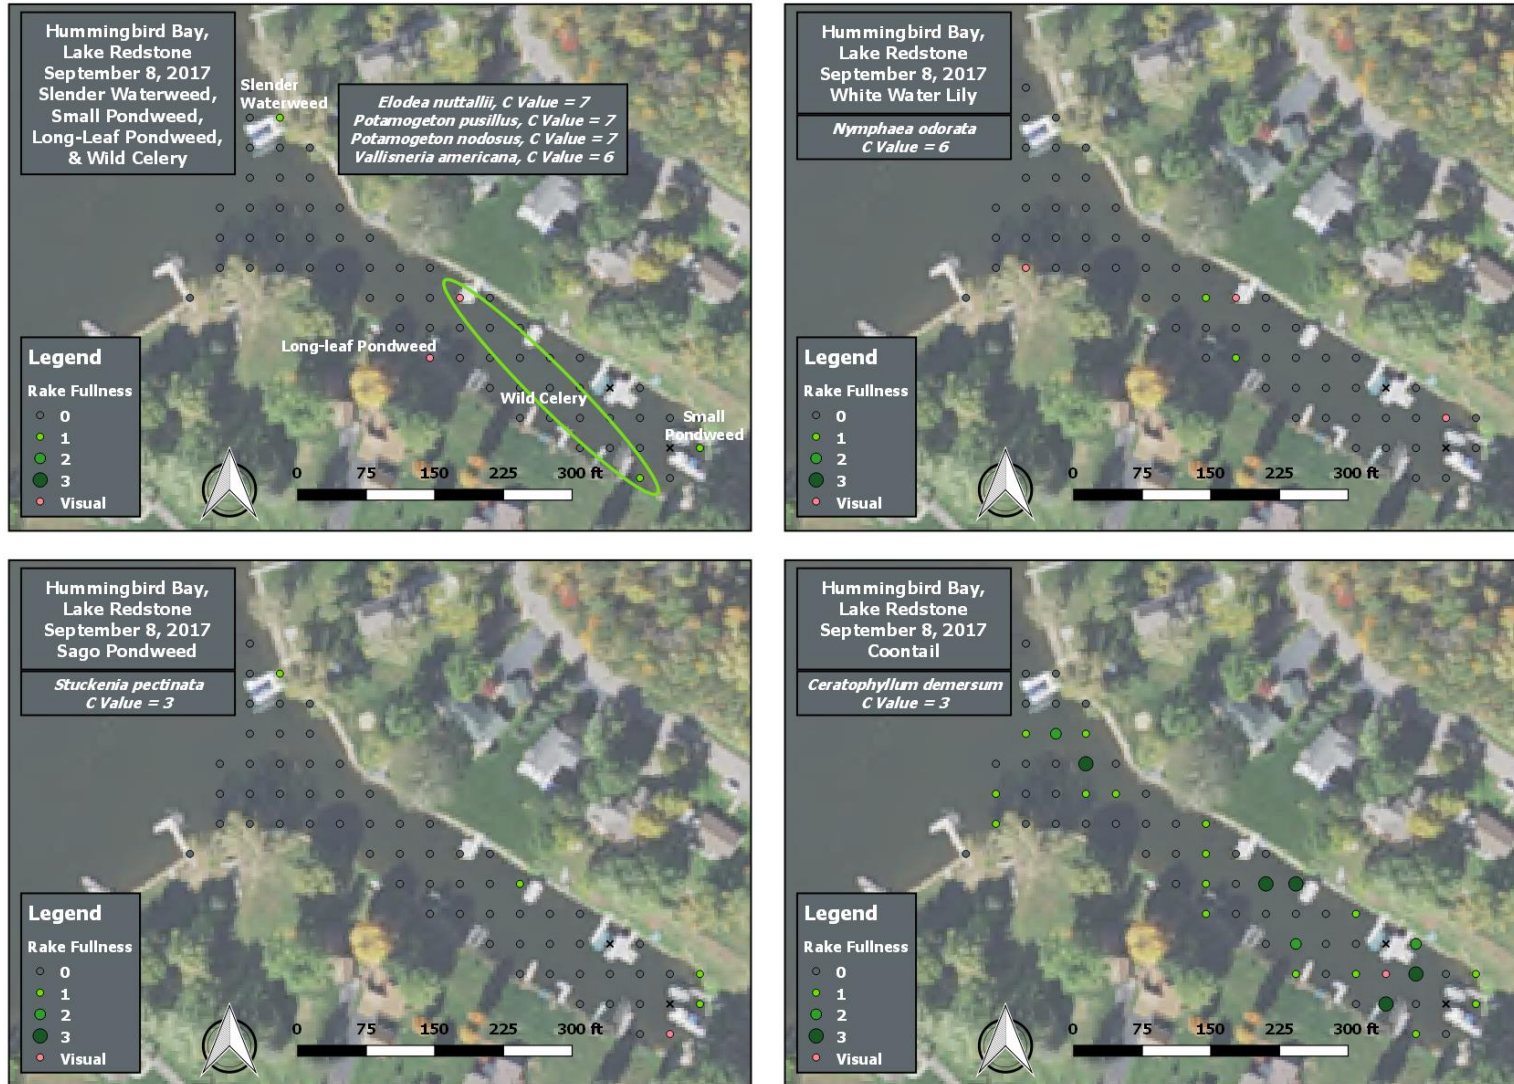 Hummingbird Bay,
Lake Redstone
September 8, 2017
Slender Waterweed,
Small Pondweed,
Long-Leaf Pondweed,
& Wild Celery
Slender
Waterweed
Elodea nuttallii, C Value = 7
Potamogeton pusillus, C Value = 7
Potamogeton nodosus, C Value = 7
Vallisneria americana, C Value = 6
Long-leaf Pondweed
Wild Celery
Small
Pondweed
Legend
Rake Fullness
0
1
2
3
Visual
0 75 150 225 300 ft
Hummingbird Bay,
Lake Redstone
September 8, 2017
White Water Lily
Nymphaea odorata
C Value = 6
Legend
Rake Fullness
0
1
2
3
Visual
0 75 150 225 300 ft
Hummingbird Bay,
Lake Redstone
September 8, 2017
Sago Pondweed
Stuckenia pectinata
C Value = 3
Legend
Rake Fullness
0
1
2
3
Visual
0 75 150 225 300 ft
Hummingbird Bay,
Lake Redstone
September 8, 2017
Coontail
Ceratophyllum demersum
C Value = 3
Legend
Rake Fullness
0
1
2
3
Visual
0 75 150 225 300 ft